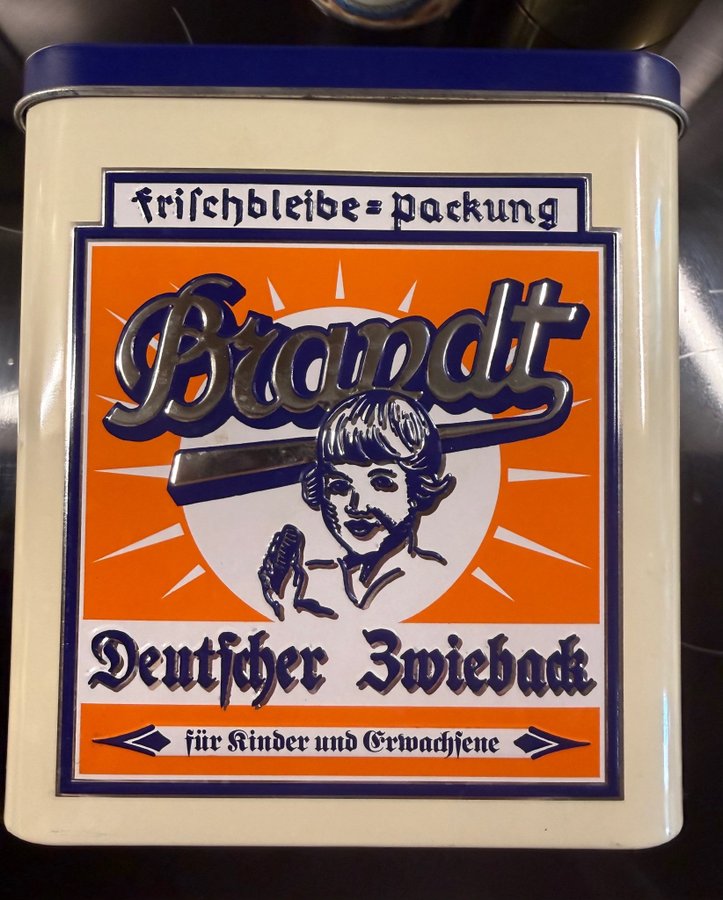 friſchbleibe=packung
Brandt
Deutſcher Zwieback
für Kinder und Erwachſene